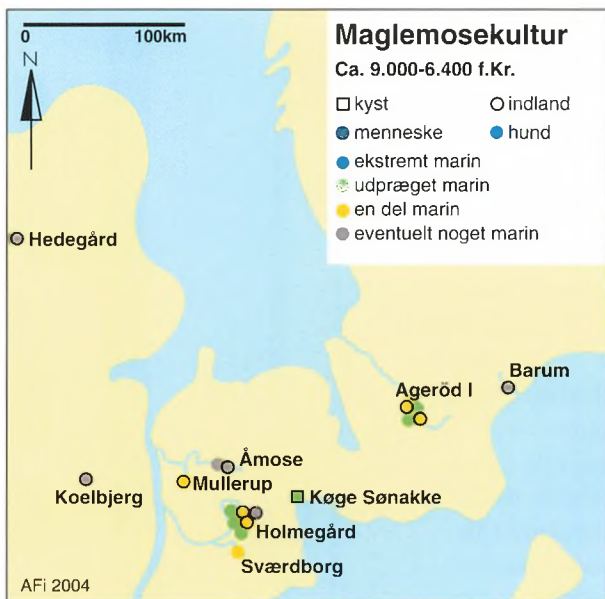 0 100km
N
Maglemosekultur
Ca. 9.000-6.400 f.Kr.
kyst indland
menneske hund
ekstremt marin
udpræget marin
en del marin
eventuelt noget marin
Hedegård
Barum
Ageröd I
Åmose
Mullerup
Koelbjerg
Køge Sønakke
Holmegård
Sværdborg
AFi 2004